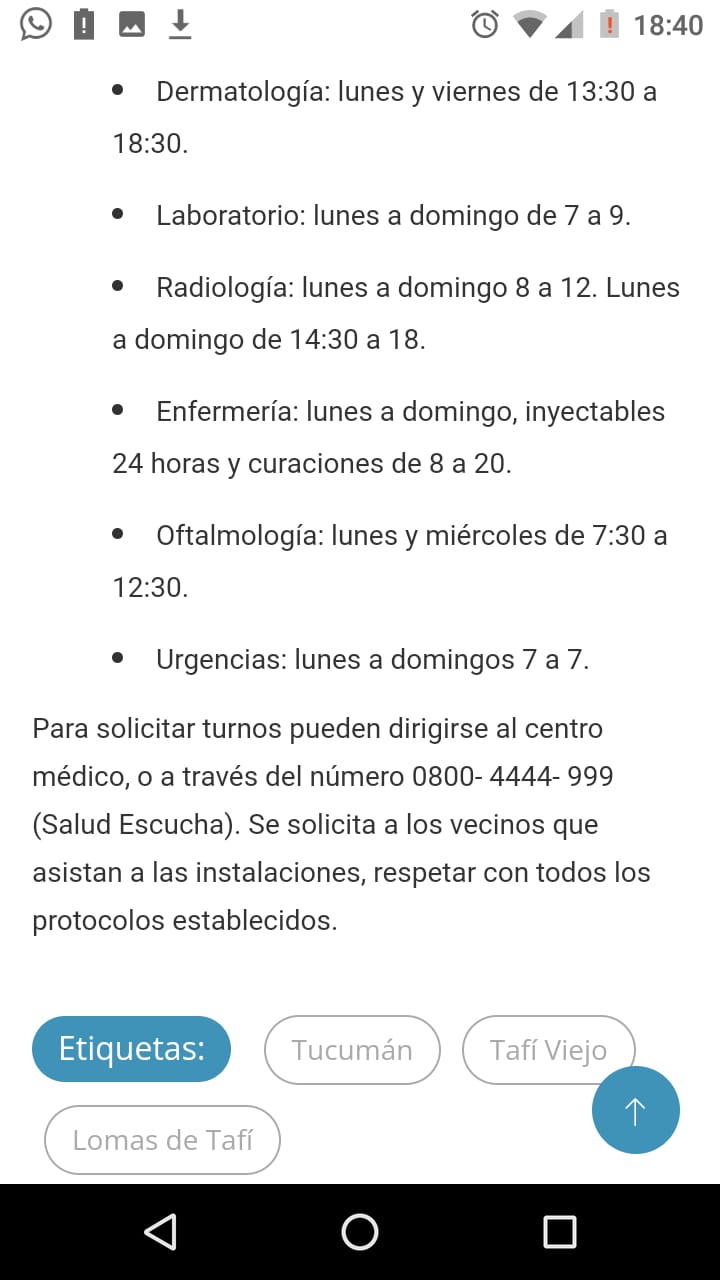 18:40
• Dermatología: lunes y viernes de 13:30 a
18:30.
• Laboratorio: lunes a domingo de 7 a 9.
• Radiología: lunes a domingo 8 a 12. Lunes
a domingo de 14:30 a 18.
• Enfermería: lunes a domingo, inyectables
24 horas y curaciones de 8 a 20.
• Oftalmología: lunes y miércoles de 7:30 a
12:30.
• Urgencias: lunes a domingos 7 a 7.
Para solicitar turnos pueden dirigirse al centro
médico, o a través del número 0800- 4444- 999
(Salud Escucha). Se solicita a los vecinos que
asistan a las instalaciones, respetar con todos los
protocolos establecidos.
Etiquetas: Tucumán Tafí Viejo
Lomas de Tafí